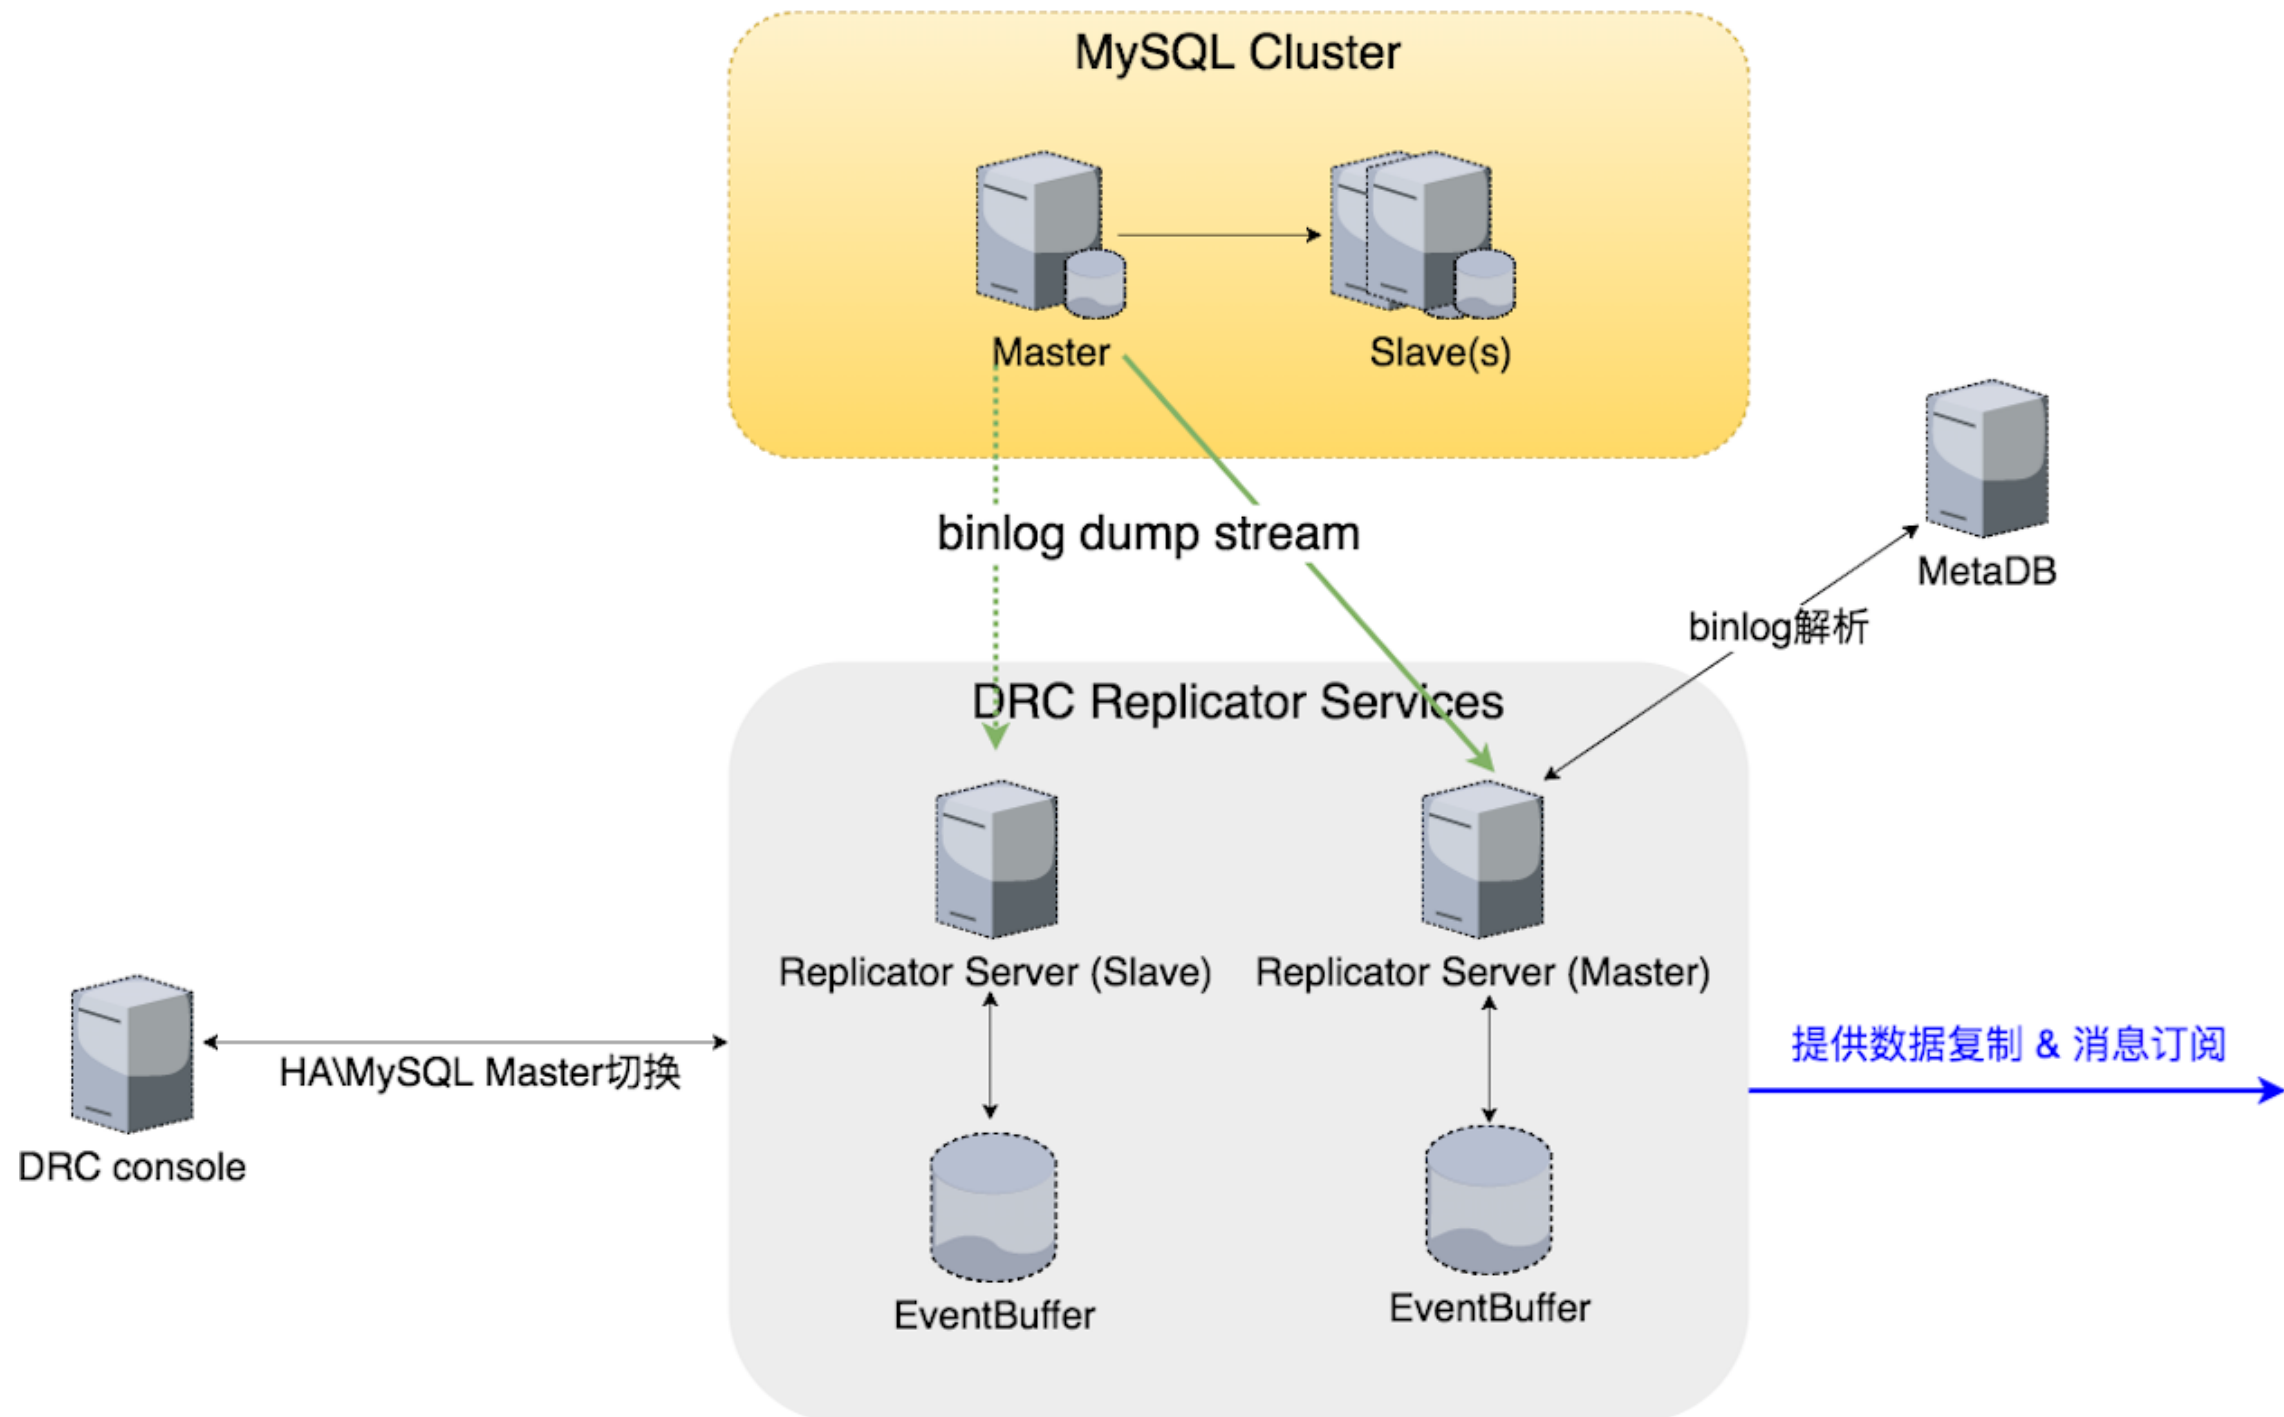 MySQL Cluster
Master
Slave(s)
binlog dump stream
MetaDB
binlog解析
DRC Replicator Services
Replicator Server (Slave)
Replicator Server (Master)
HA\MySQL Master切换
提供数据复制 & 消息订阅
DRC console
EventBuffer
EventBuffer